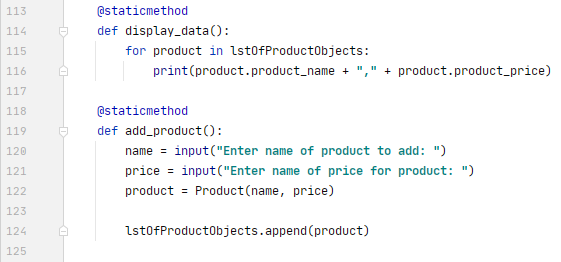 113 @staticmethod
114 def display_data():
115 for product in lstOfProductObjects:
116 print(product.product_name + "," + product.product_price)
117
118 @staticmethod
119 def add_product():
120 name = input("Enter name of product to add: ")
121 price = input("Enter name of price for product: ")
122 product = Product(name, price)
123
124 lstOfProductObjects.append(product)
125